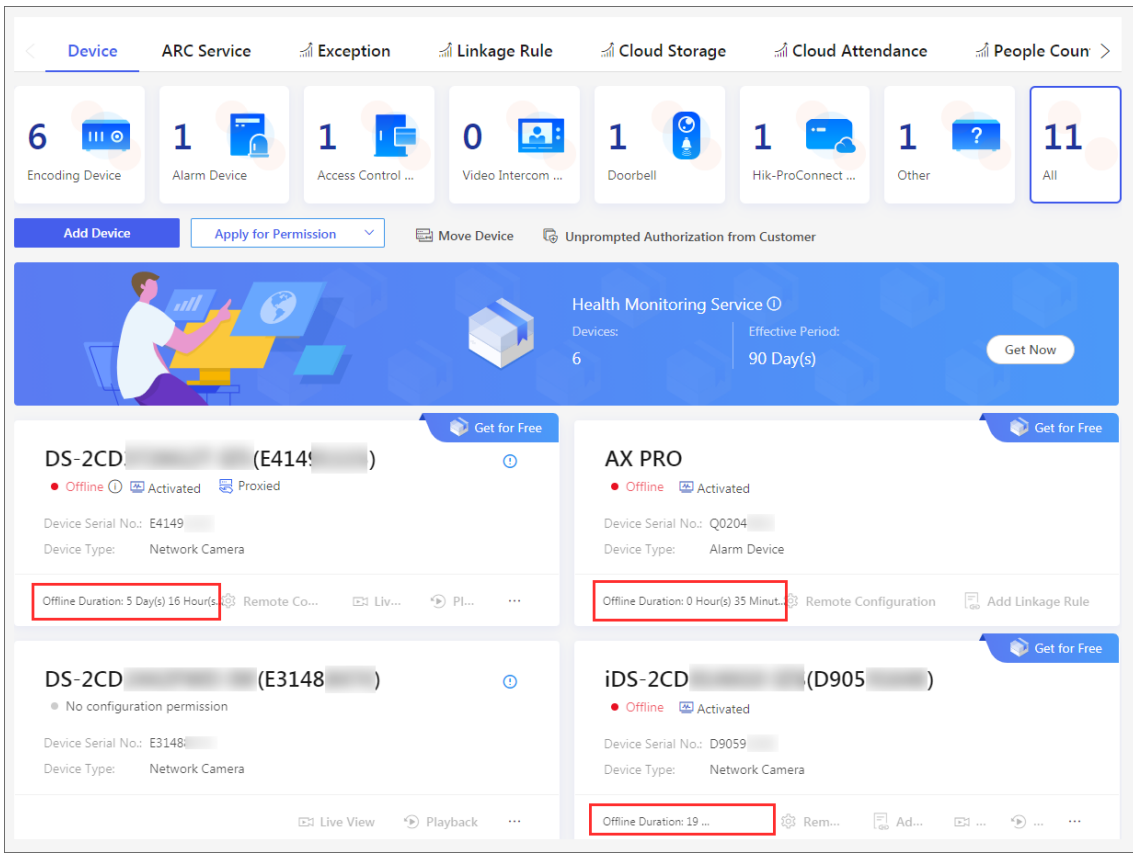 Device ARC Service Exception Linkage Rule Cloud Storage Cloud Attendance People Coun
6 1 1 0 1 1 1 11
Encoding Device Alarm Device Access Control ... Video Intercom ... Doorbell Hik-ProConnect ... Other All
Add Device Apply for Permission Move Device Unprompted Authorization from Customer
Health Monitoring Service
Devices: Effective Period:
6 90 Day(s)
Get Now
Get for Free
DS-2CD (E4149 )
Offline Activated Proxied
Device Serial No.: E4149
Device Type: Network Camera
Offline Duration: 5 Day(s) 16 Hour(s... Remote Co... Liv... Pl... ...
Get for Free
AX PRO
Offline Activated
Device Serial No.: Q0204
Device Type: Alarm Device
Offline Duration: 0 Hour(s) 35 Minut... Remote Configuration Add Linkage Rule
DS-2CD (E3148 )
No configuration permission
Device Serial No.: E3148
Device Type: Network Camera
Live View Playback ...
Get for Free
iDS-2CD (D905 )
Offline Activated
Device Serial No.: D9059
Device Type: Network Camera
Offline Duration: 19 ... Rem... Ad... ... ... ...